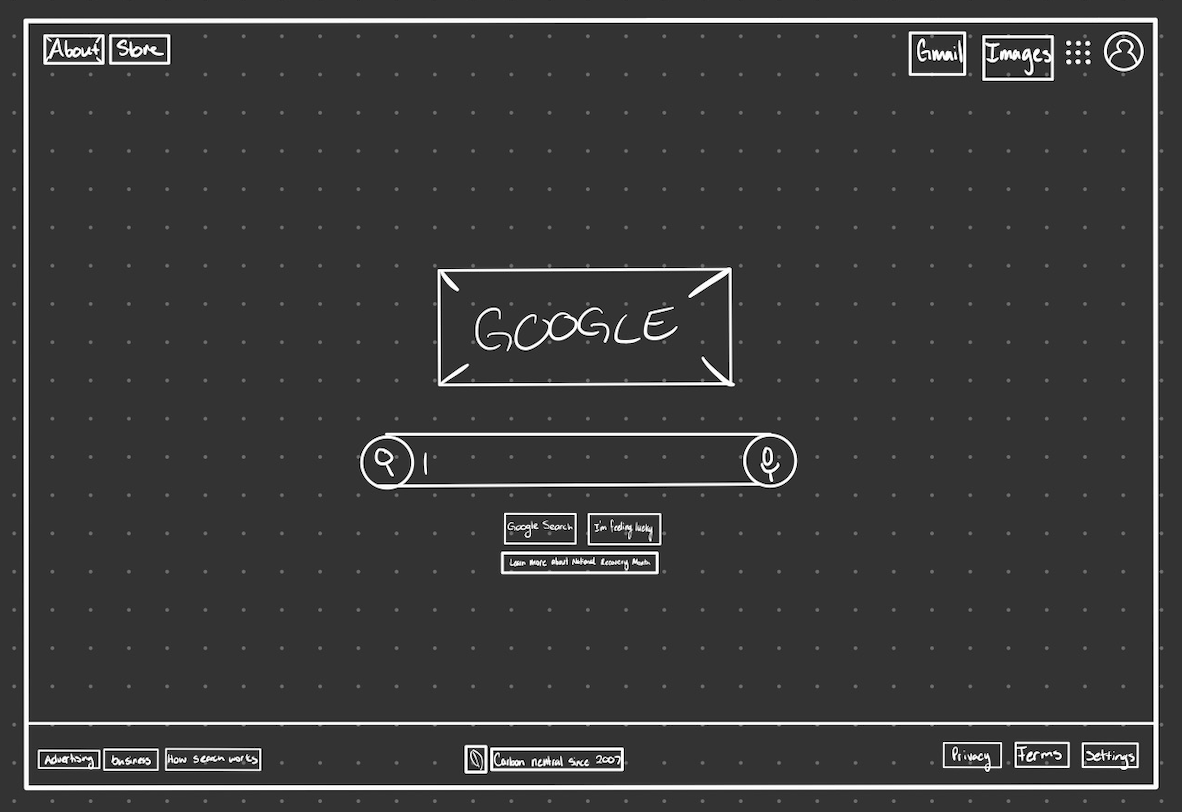 About Store
Gmail Images
GOOGLE
Google Search I'm feeling lucky
Learn more about National Recovery Month
Advertising business How search works
Carbon neutral since 2007
Privacy Terms Settings